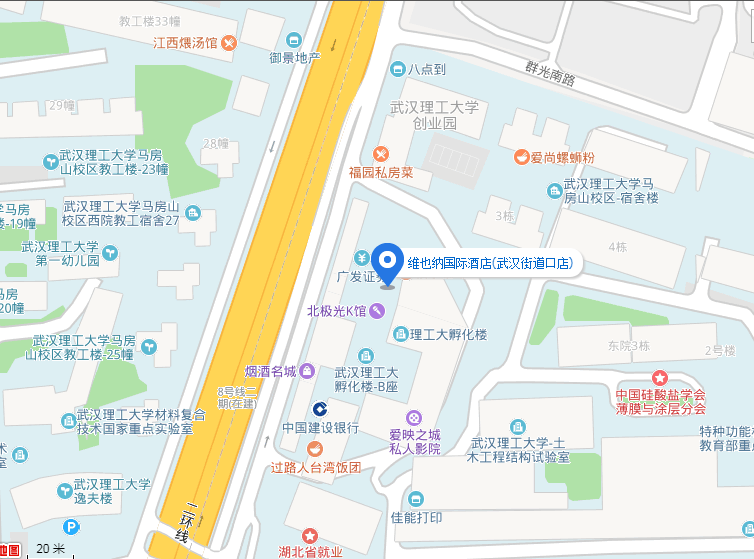 教工楼33幢
江西煨汤馆
御景地产
八点到
群光南路
武汉理工大学
创业园
29幢
28幢
武汉理工大学马房
山校区教工楼-23幢
福园私房菜
爱尚螺蛳粉
武汉理工大学马
房山校区-宿舍楼
学马房
楼-19幢
武汉理工大学马房山
校区西院教工宿舍27
3栋
4栋
武汉理工大学
第一幼儿园
维也纳国际酒店(武汉街道口店)
广发证
马房
20幢
北极光K馆
理工大孵化楼
武汉理工大学马房
山校区教工楼-25幢
东院3栋
2号楼
烟酒名城
武汉理工大
孵化楼-B座
8号线二
期(在建)
中国硅酸盐学会
薄膜与涂层分会
武汉理工大学材料复合
技术国家重点实验室
中国建设银行
爱映之城
私人影院
武汉理工大学-土
木工程结构试验室
特种功能材
教育部重点
术
室
过路人台湾饭团
武汉理工大学
逸夫楼
二环线
佳能打印
P
湖北省就业
地图
20 米